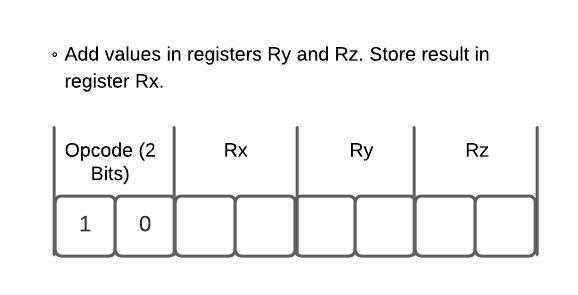 ∘ Add values in registers Ry and Rz. Store result in
register Rx.
Opcode (2 Rx Ry Rz
Bits)
1 0